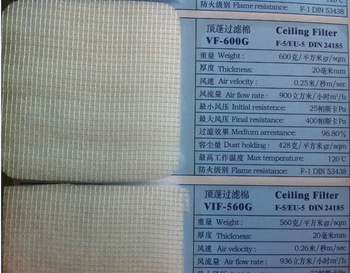 防火级别 Flame resistance: F-1 DIN 53438
顶蓬过滤棉 Ceiling Filter
VF-600G F-5/EU-5 DIN 24185
重量 Weight: 600克/平方米gr/sqm
厚度 Thickness: 20毫米mm
风速 Air velocity: 0.25米/秒m/sec
风量 Air flow rate: 900立方米/小时m³/h
最小风压 Initial resistence: 25帕斯卡Pa
最大风压 Final resistance: 400帕斯卡Pa
过滤效果 Medium arrestance: 96.80%
容尘量 Dust holding: 428克/平方米gr/sqm
最高工作温度 Max temperature: 120℃
防火级别 Flame resistance: F-1 DIN 53438
顶蓬过滤棉 Ceiling Filter
VIF-560G F-5/EU-5 DIN 24185
重量 Weight: 560克/平方米gr/sqm
厚度 Thickness: 20毫米mm
风速 Air velocity: 0.26米/秒m/sec
风量 Air flow rate: 936立方米/小时m³/h